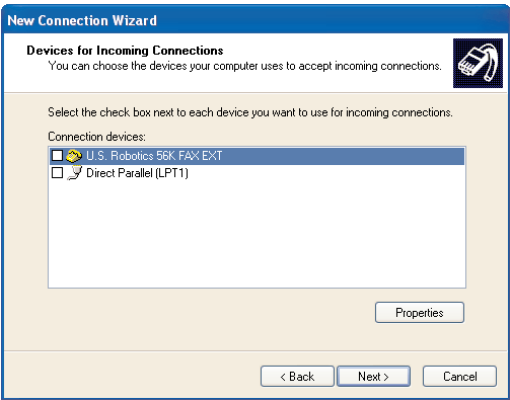 New Connection Wizard
Devices for Incoming Connections
You can choose the devices your computer uses to accept incoming connections.
Select the check box next to each device you want to use for incoming connections.
Connection devices:
U.S. Robotics 56K FAX EXT
Direct Parallel (LPT1)
Properties
< Back Next > Cancel